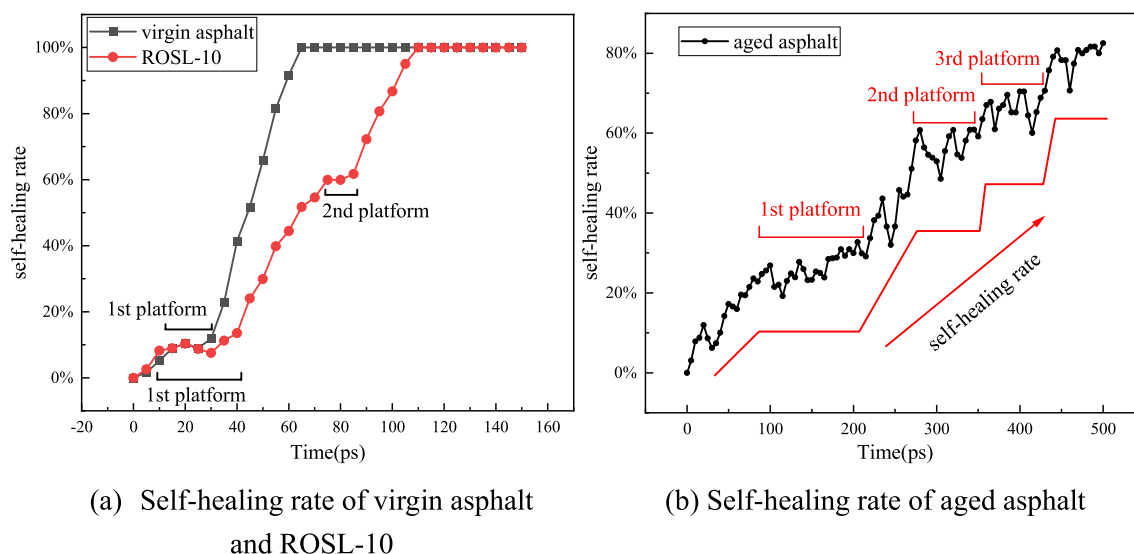 (a)
virgin asphalt
ROSL-10
100%
80%
60%
40%
20%
0%
self-healing rate
1st platform
1st platform
2nd platform
-20 0 20 40 60 80 100 120 140 160
Time(ps)
(a) Self-healing rate of virgin asphalt
and ROSL-10
(b)
aged asphalt
80%
60%
40%
20%
0%
self-healing rate
1st platform
2nd platform
3rd platform
self-healing rate
0 100 200 300 400 500
Time(ps)
(b) Self-healing rate of aged asphalt